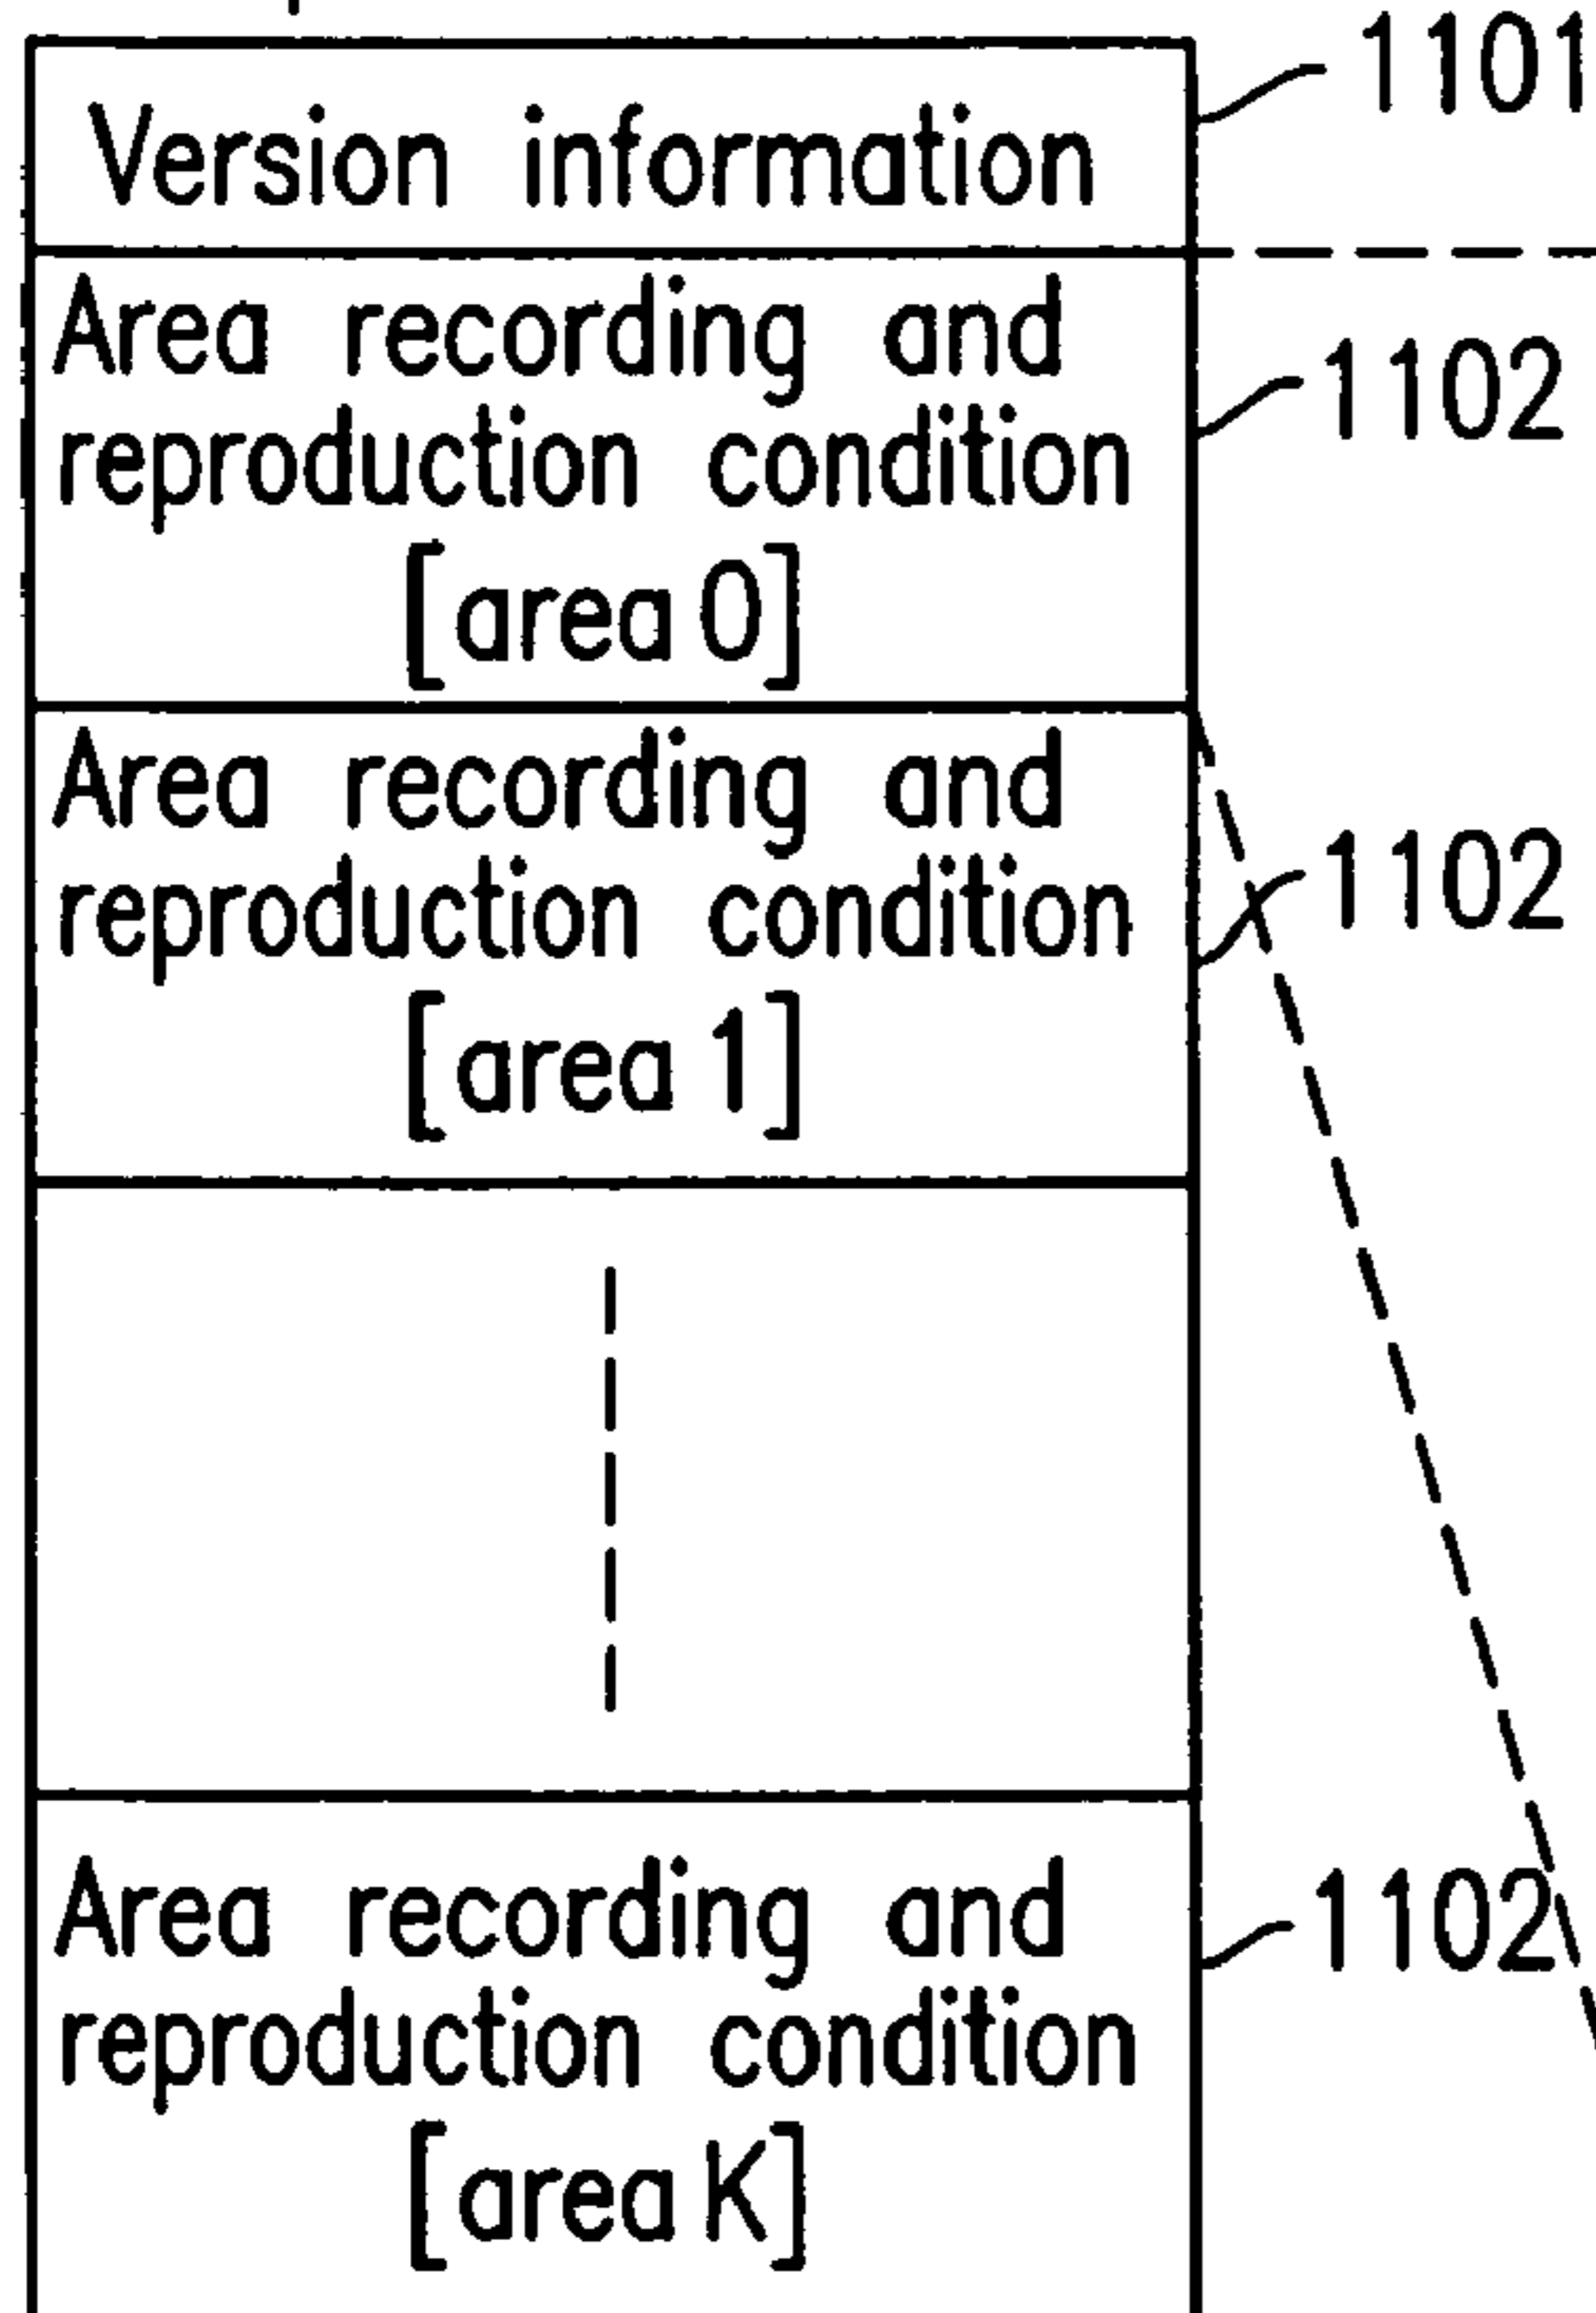 1101
Version information
Area recording and
1102
reproduction condition
[area 0]
Area recording and
1102
reproduction condition
[area 1]
Area recording and
1102
reproduction condition
[area K]